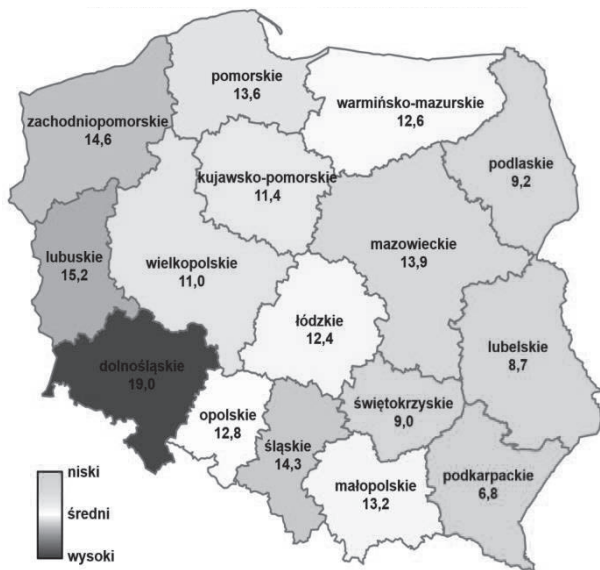 pomorskie
13,6
warmińsko-mazurskie
12,6
zachodniopomorskie
14,6
kujawsko-pomorskie
11,4
podlaskie
9,2
lubuskie
15,2
wielkopolskie
11,0
mazowieckie
13,9
łódzkie
12,4
lubelskie
8,7
dolnośląskie
19,0
opolskie
12,8
śląskie
14,3
świętokrzyskie
9,0
małopolskie
13,2
podkarpackie
6,8
niski
średni
wysoki